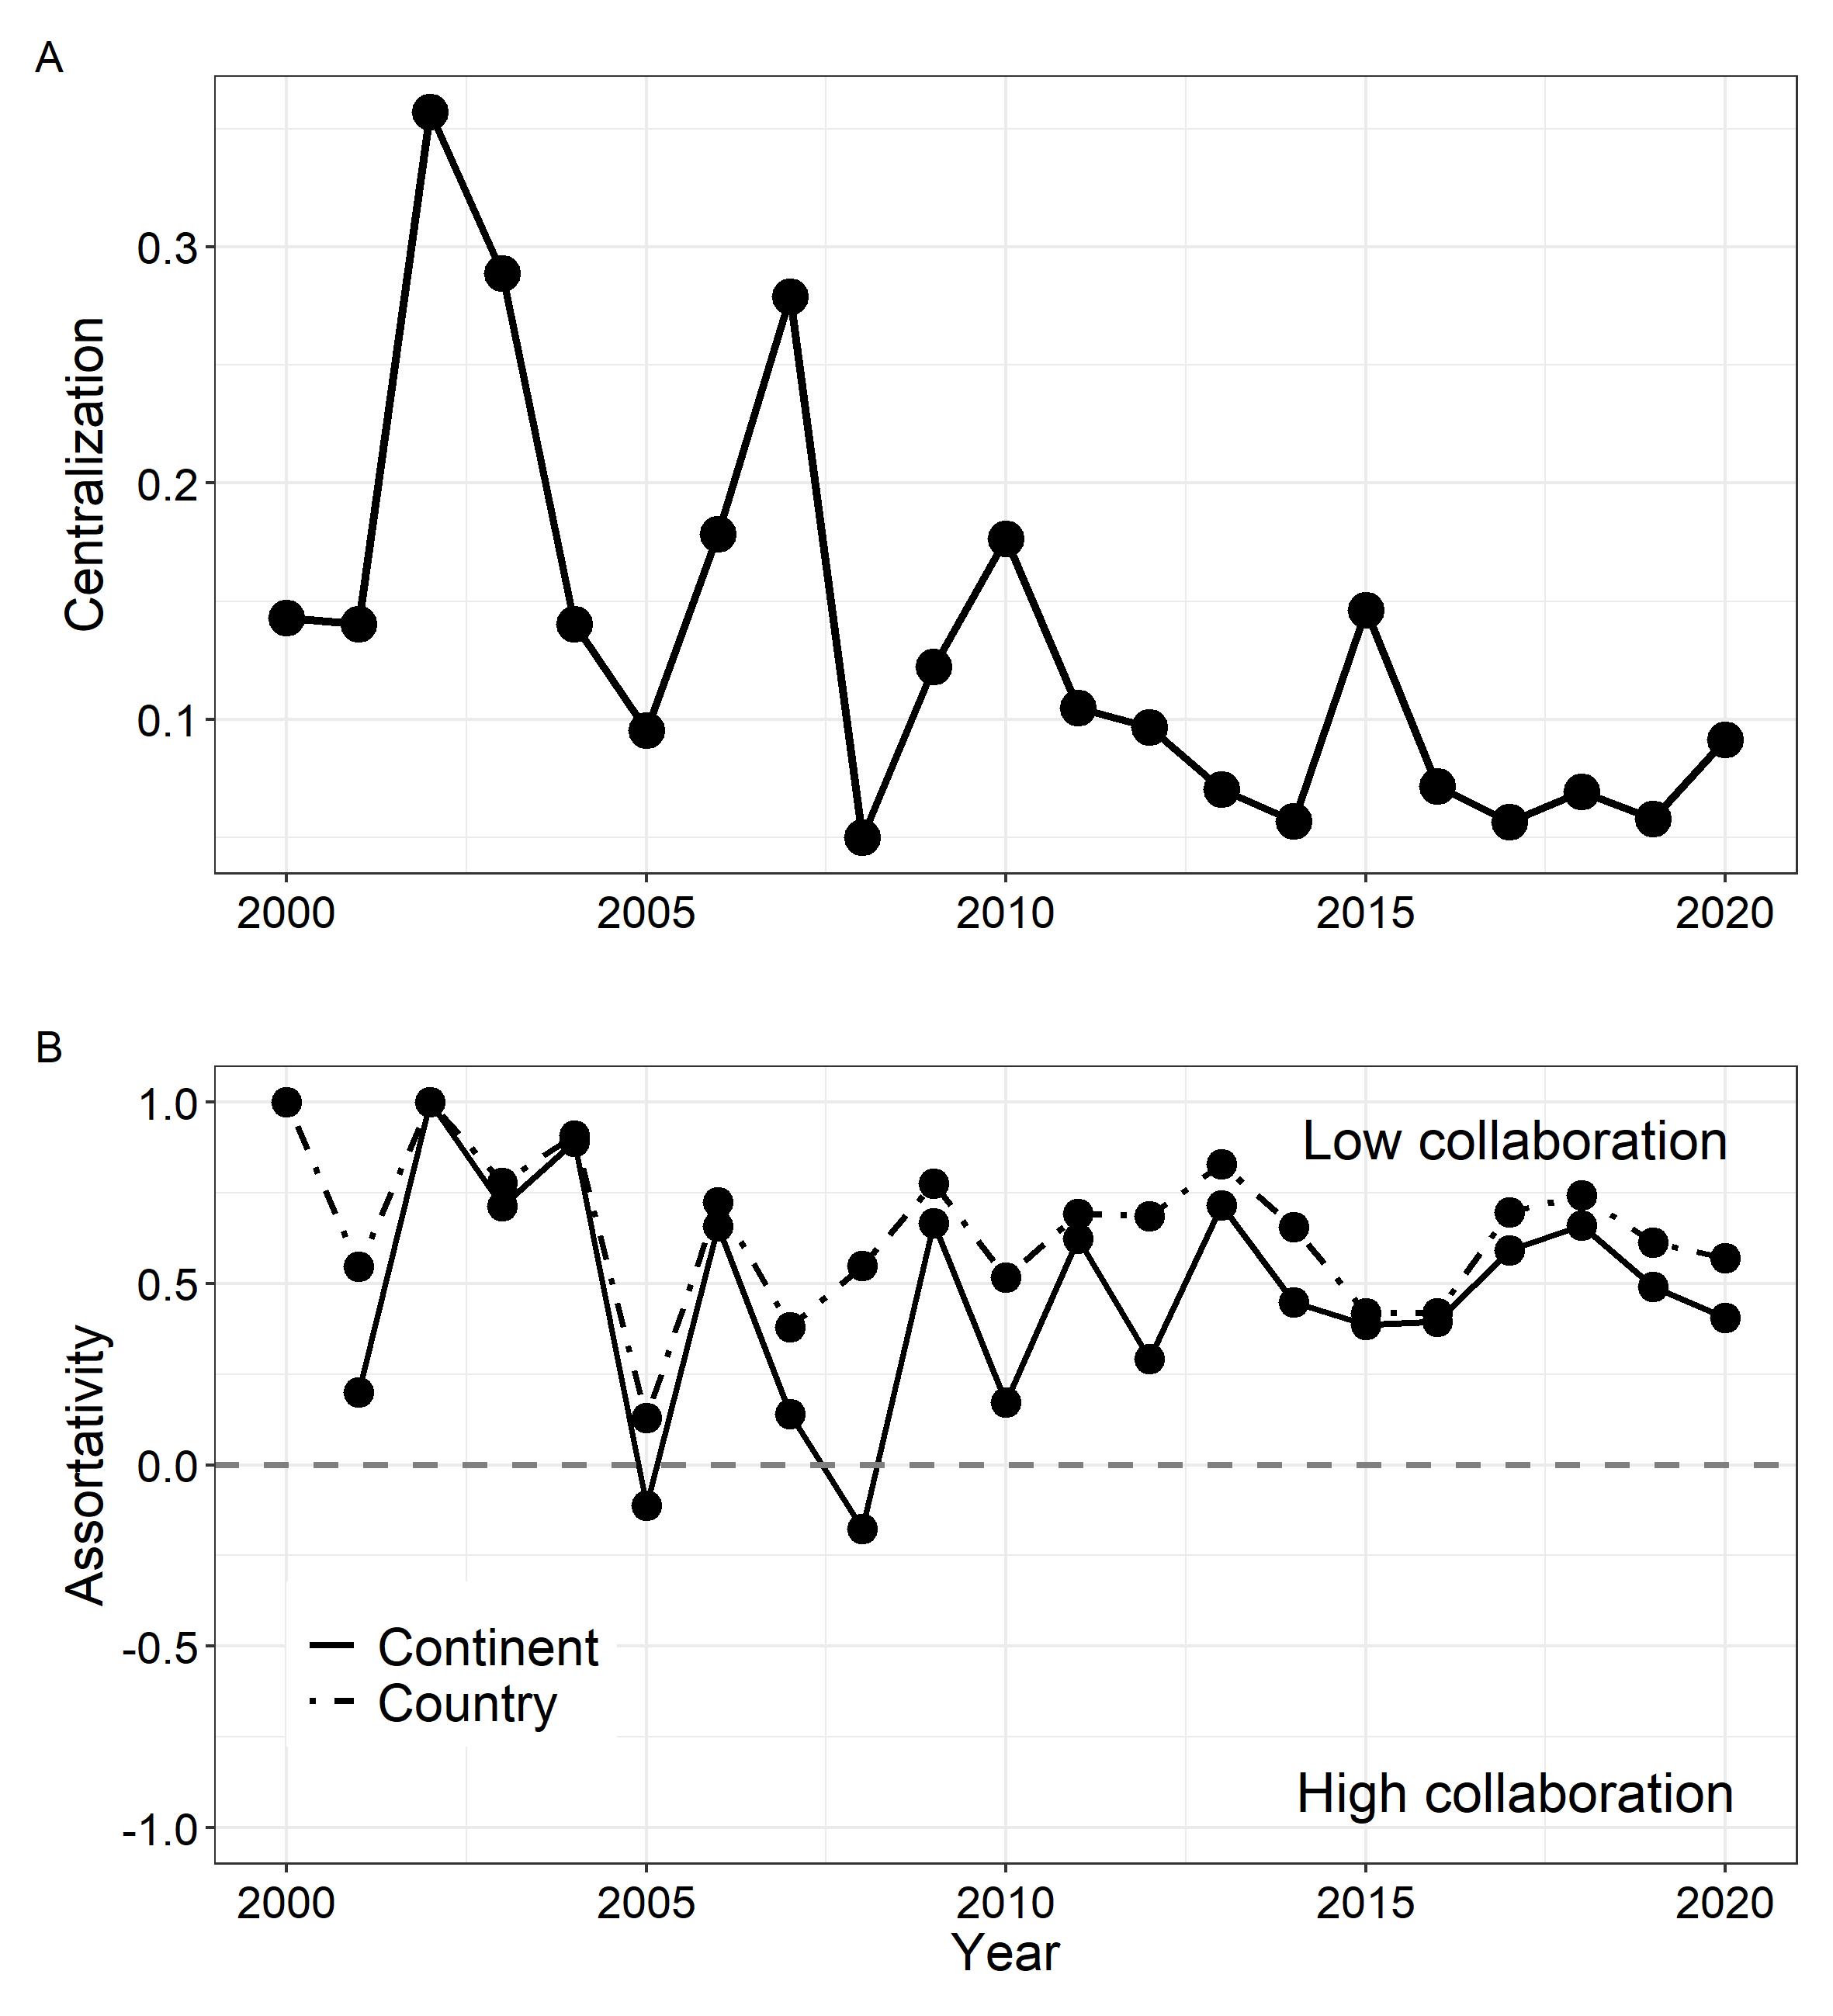 A
Centralization
0.3
0.2
0.1
2000 2005 2010 2015 2020
B
Assortativity
1.0
Low collaboration
0.5
0.0
-0.5
Continent
Country
High collaboration
-1.0
2000 2005 2010 2015 2020
Year